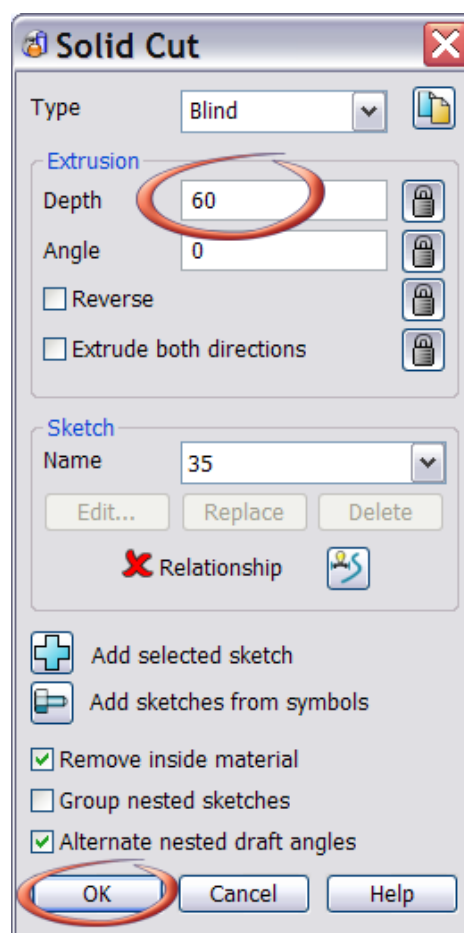 Solid Cut
Type Blind
Extrusion
Depth 60
Angle 0
Reverse
Extrude both directions
Sketch
Name 35
Edit... Replace Delete
Relationship
Add selected sketch
Add sketches from symbols
Remove inside material
Group nested sketches
Alternate nested draft angles
OK Cancel Help